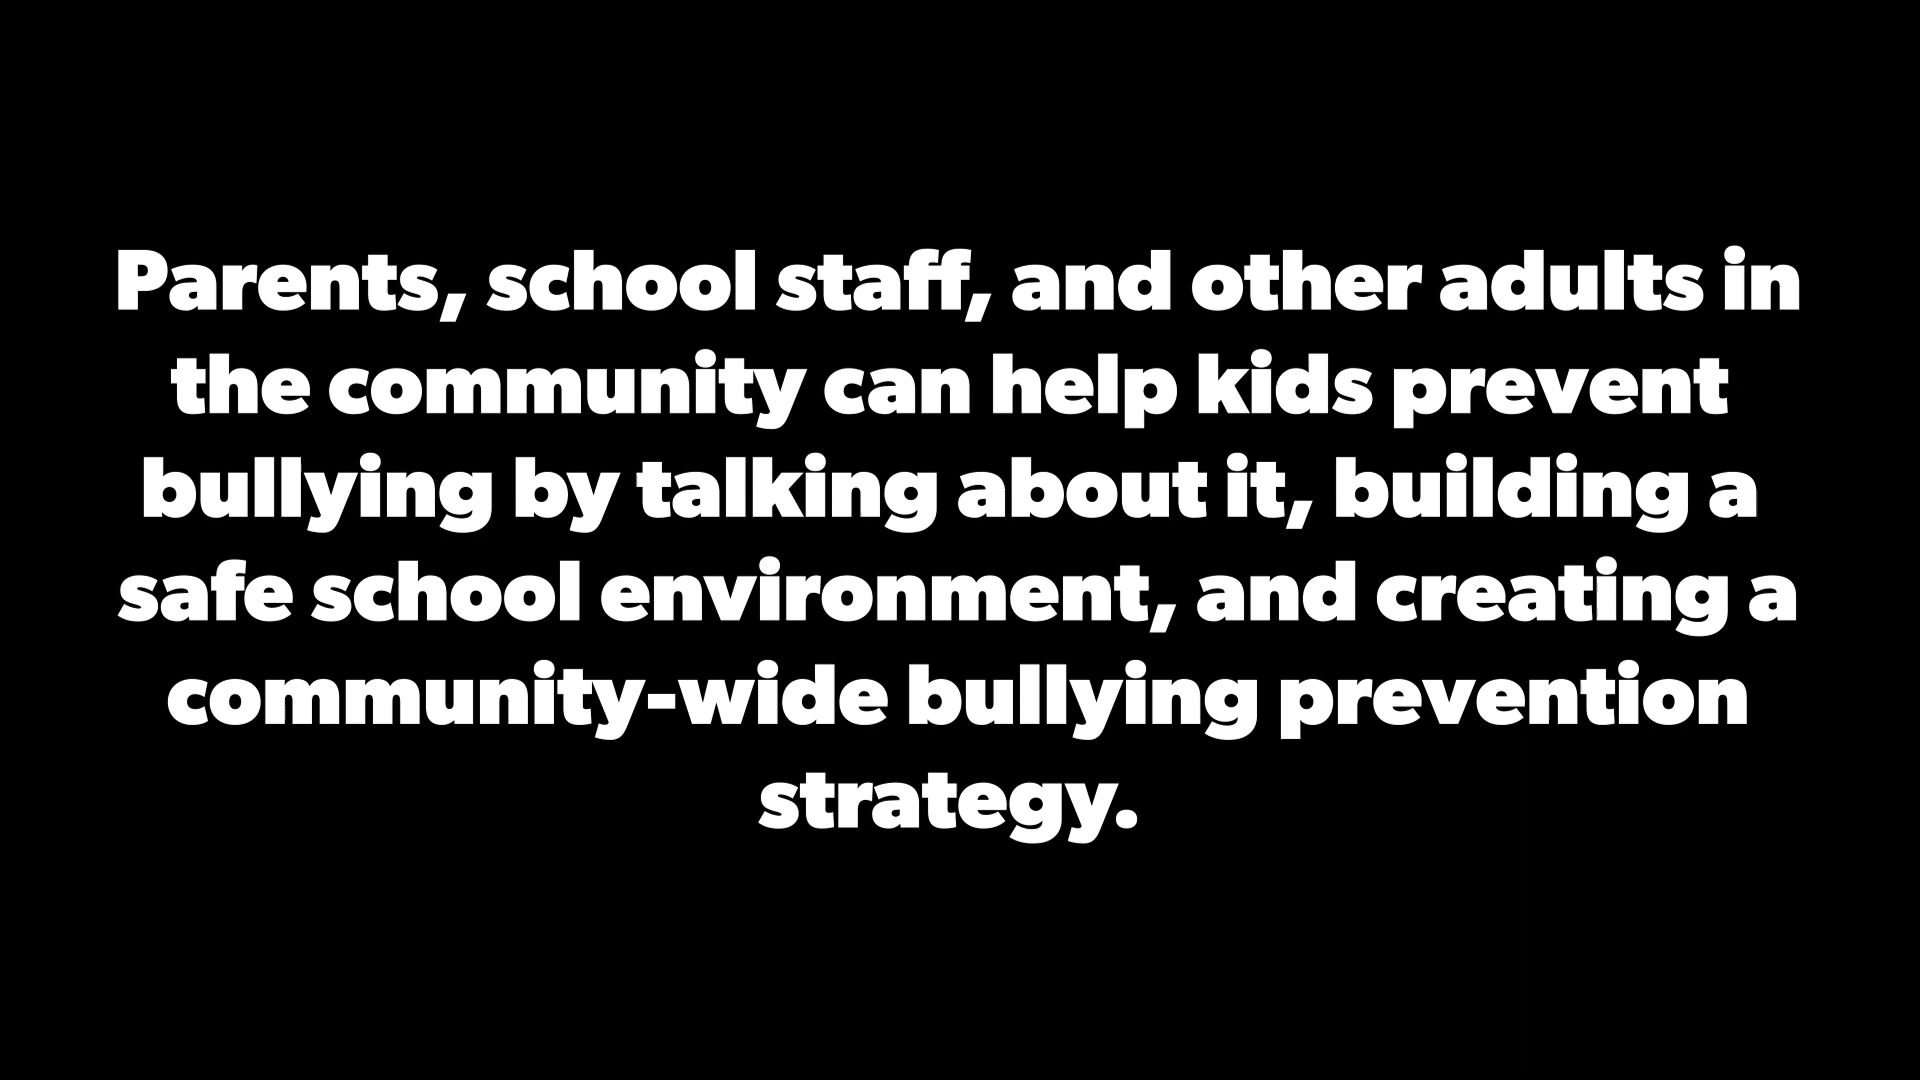 Parents, school staff, and other adults in
the community can help kids prevent
bullying by talking about it, building a
safe school environment, and creating a
community-wide bullying prevention
strategy.